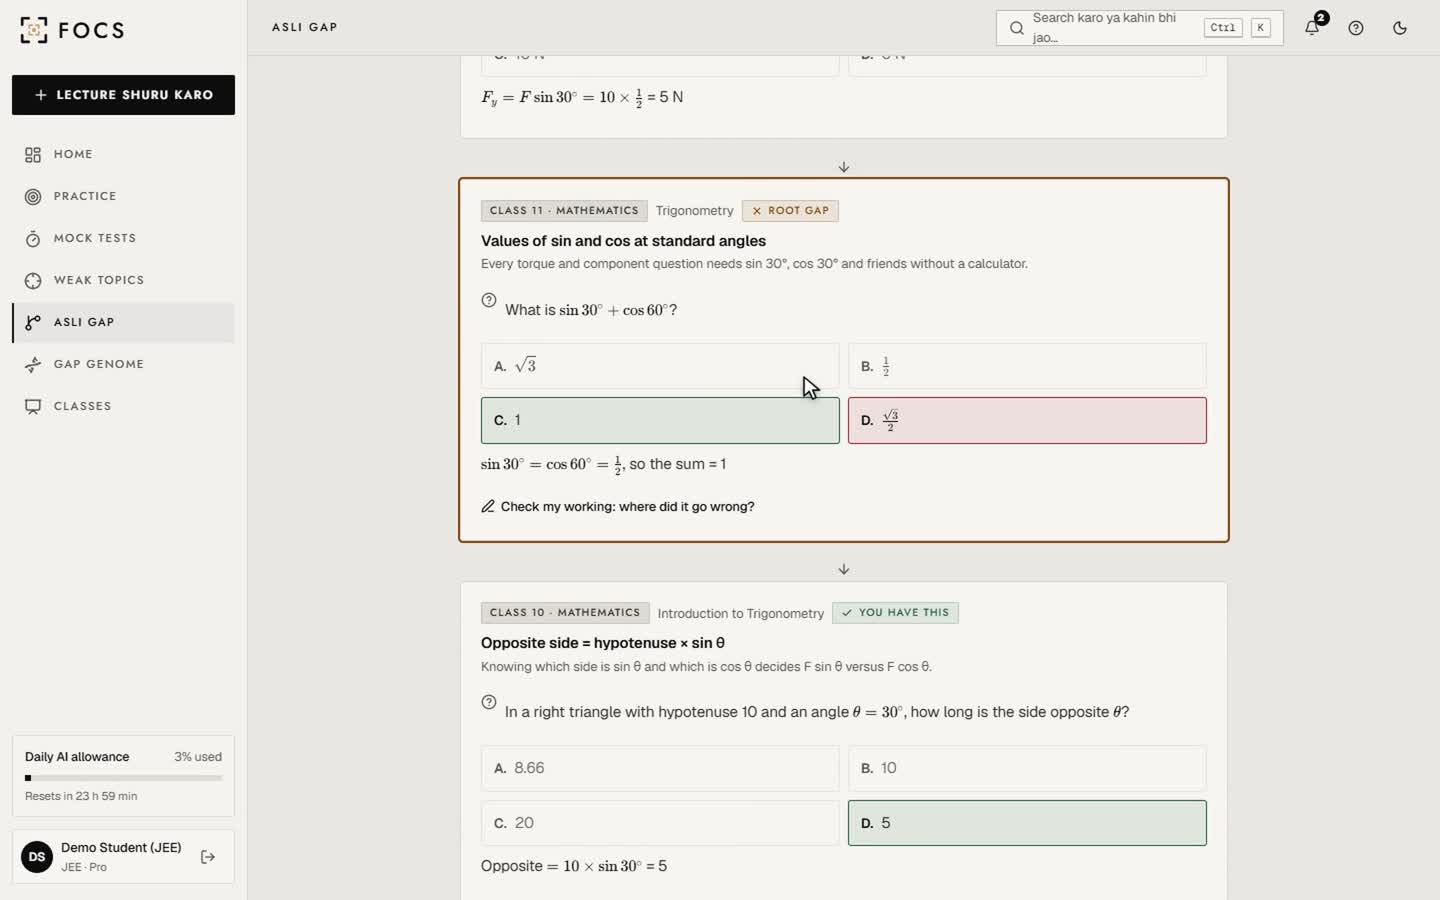 FOCS
ASLI GAP
Search karo ya kahin bhi jao...
Ctrl K
2
+ LECTURE SHURU KARO
HOME
PRACTICE
MOCK TESTS
WEAK TOPICS
ASLI GAP
GAP GENOME
CLASSES
Daily AI allowance 3% used
Resets in 23 h 59 min
DS
Demo Student (JEE)
JEE · Pro
F_y = F sin 30° = 10 × 1/2 = 5 N
↓
CLASS 11 · MATHEMATICS Trigonometry × ROOT GAP
Values of sin and cos at standard angles
Every torque and component question needs sin 30°, cos 30° and friends without a calculator.
What is sin 30° + cos 60°?
A. √3
B. 1/2
C. 1
D. √3/2
sin 30° = cos 60° = 1/2, so the sum = 1
Check my working: where did it go wrong?
↓
CLASS 10 · MATHEMATICS Introduction to Trigonometry ✓ YOU HAVE THIS
Opposite side = hypotenuse × sin θ
Knowing which side is sin θ and which is cos θ decides F sin θ versus F cos θ.
In a right triangle with hypotenuse 10 and an angle θ = 30°, how long is the side opposite θ?
A. 8.66
B. 10
C. 20
D. 5
Opposite = 10 × sin 30° = 5